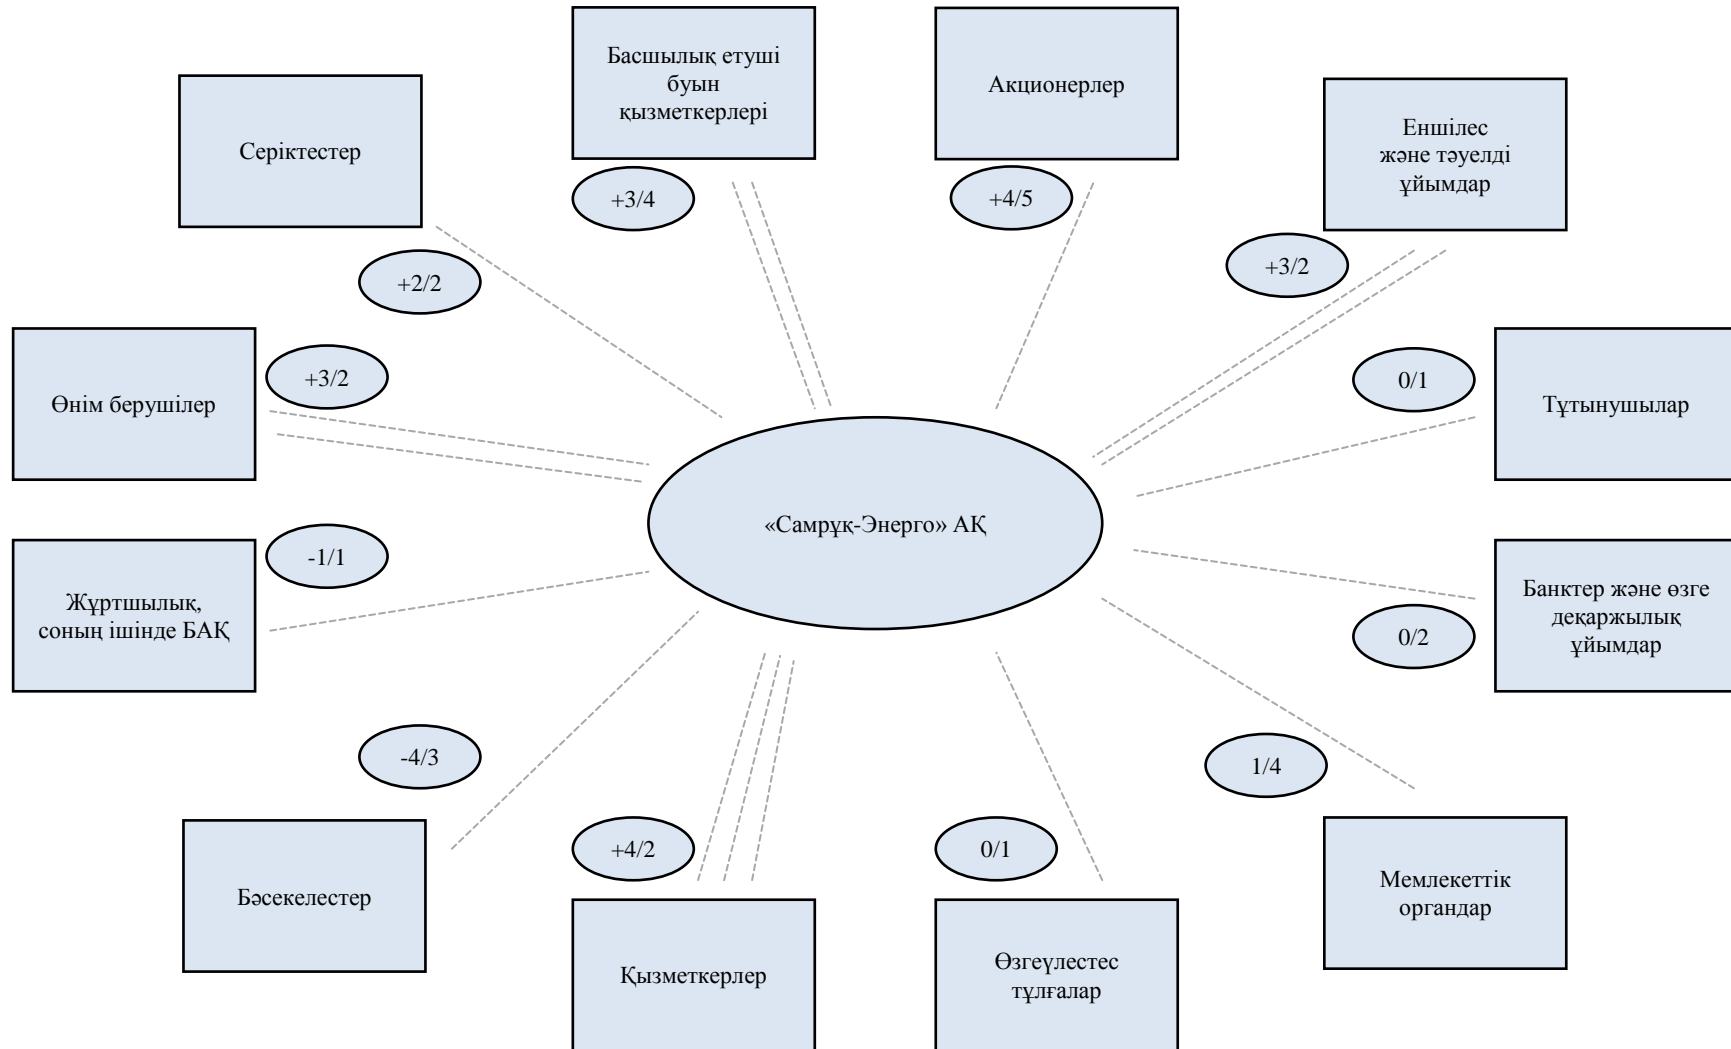 Басшылық етуші
буын
қызметкерлері
Акционерлер
Серіктестер
Еншілес
және тәуелді
ұйымдар
+3/4
+4/5
+2/2
+3/2
Өнім берушілер
+3/2
0/1
Тұтынушылар
«Самрұқ-Энерго» АҚ
Жұртшылық,
соның ішінде БАҚ
-1/1
0/2
Банктер және өзге
деқаржылық
ұйымдар
-4/3
1/4
Бәсекелестер
+4/2
0/1
Мемлекеттік
органдар
Қызметкерлер
Өзгеүлестес
тұлғалар